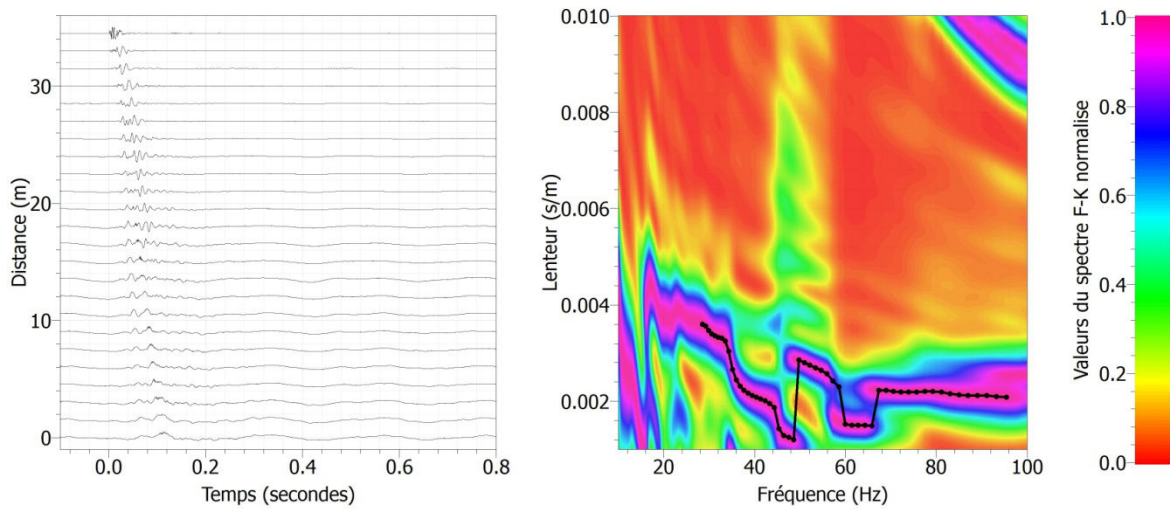 Distance (m)
30
20
10
0
0.0 0.2 0.4 0.6 0.8
Temps (secondes)
Lenteur (s/m)
0.010
0.008
0.006
0.004
0.002
20 40 60 80 100
Fréquence (Hz)
Valeurs du spectre F-K normalise
1.0
0.8
0.6
0.4
0.2
0.0